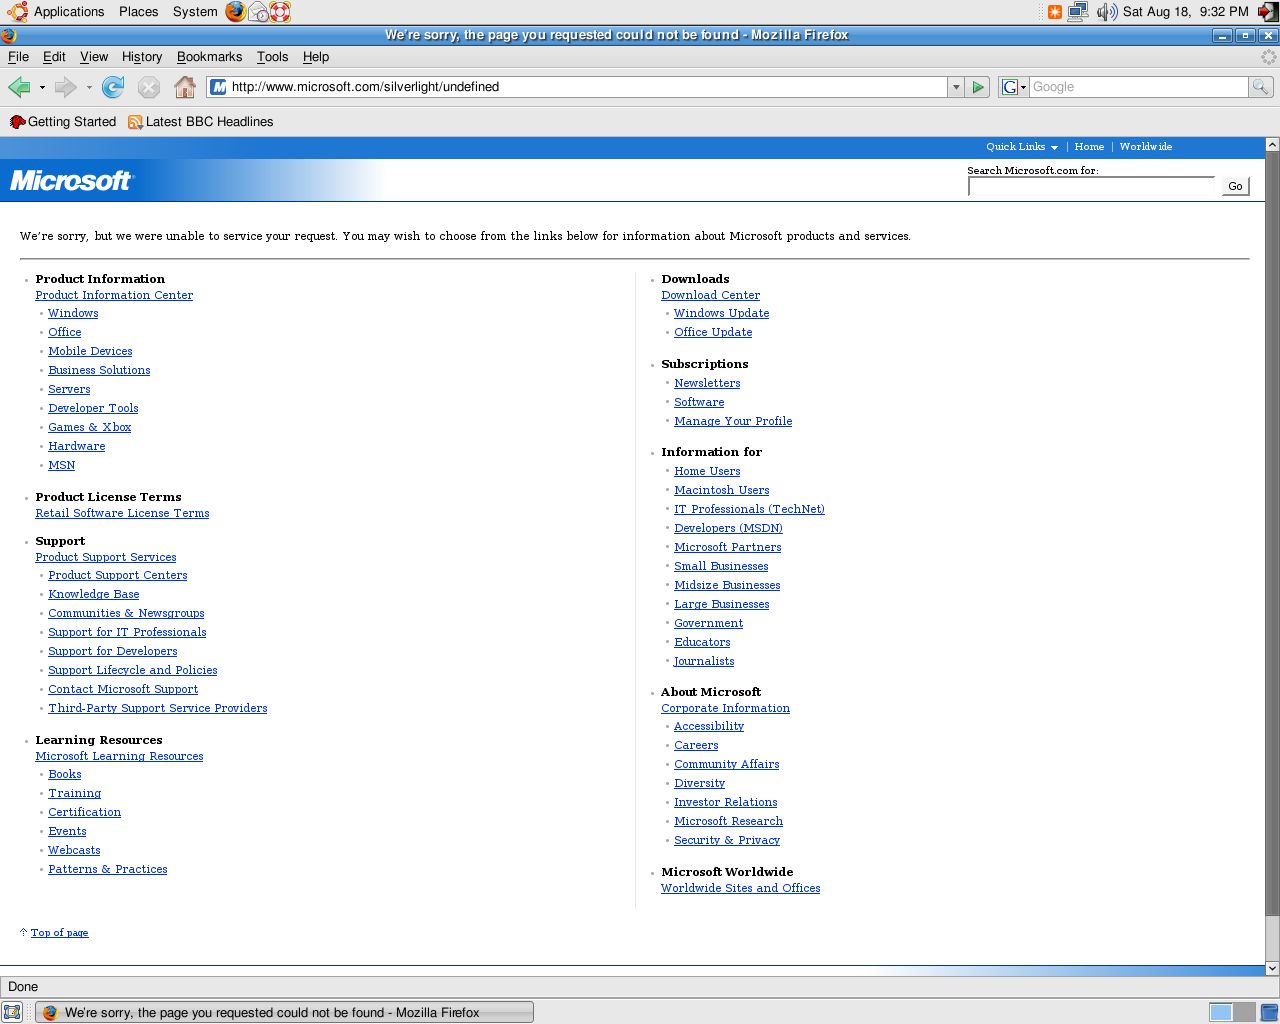 Applications Places System Sat Aug 18, 9:32 PM
We're sorry, the page you requested could not be found - Mozilla Firefox
File Edit View History Bookmarks Tools Help
http://www.microsoft.com/silverlight/undefined G Google
Getting Started Latest BBC Headlines
Quick Links | Home | Worldwide
Microsoft
Search Microsoft.com for:
Go
We're sorry, but we were unable to service your request. You may wish to choose from the links below for information about Microsoft products and services.
Product Information
Product Information Center
Windows
Office
Mobile Devices
Business Solutions
Servers
Developer Tools
Games & Xbox
Hardware
MSN
Product License Terms
Retail Software License Terms
Support
Product Support Services
Product Support Centers
Knowledge Base
Communities & Newsgroups
Support for IT Professionals
Support for Developers
Support Lifecycle and Policies
Contact Microsoft Support
Third-Party Support Service Providers
Learning Resources
Microsoft Learning Resources
Books
Training
Certification
Events
Webcasts
Patterns & Practices
Downloads
Download Center
Windows Update
Office Update
Subscriptions
Newsletters
Software
Manage Your Profile
Information for
Home Users
Macintosh Users
IT Professionals (TechNet)
Developers (MSDN)
Microsoft Partners
Small Businesses
Midsize Businesses
Large Businesses
Government
Educators
Journalists
About Microsoft
Corporate Information
Accessibility
Careers
Community Affairs
Diversity
Investor Relations
Microsoft Research
Security & Privacy
Microsoft Worldwide
Worldwide Sites and Offices
Top of page
Done
We're sorry, the page you requested could not be found - Mozilla Firefox